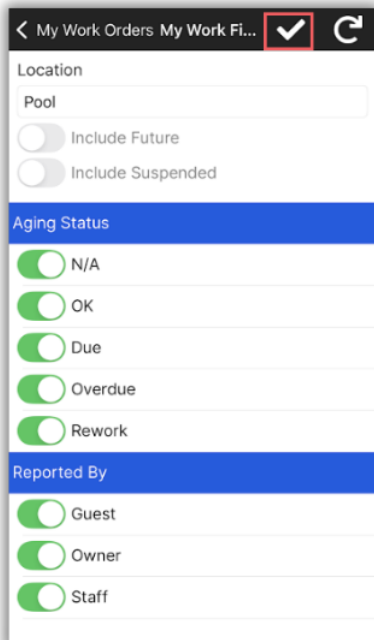 My Work Orders My Work Fi...
Location
Pool
Include Future
Include Suspended
Aging Status
N/A
OK
Due
Overdue
Rework
Reported By
Guest
Owner
Staff